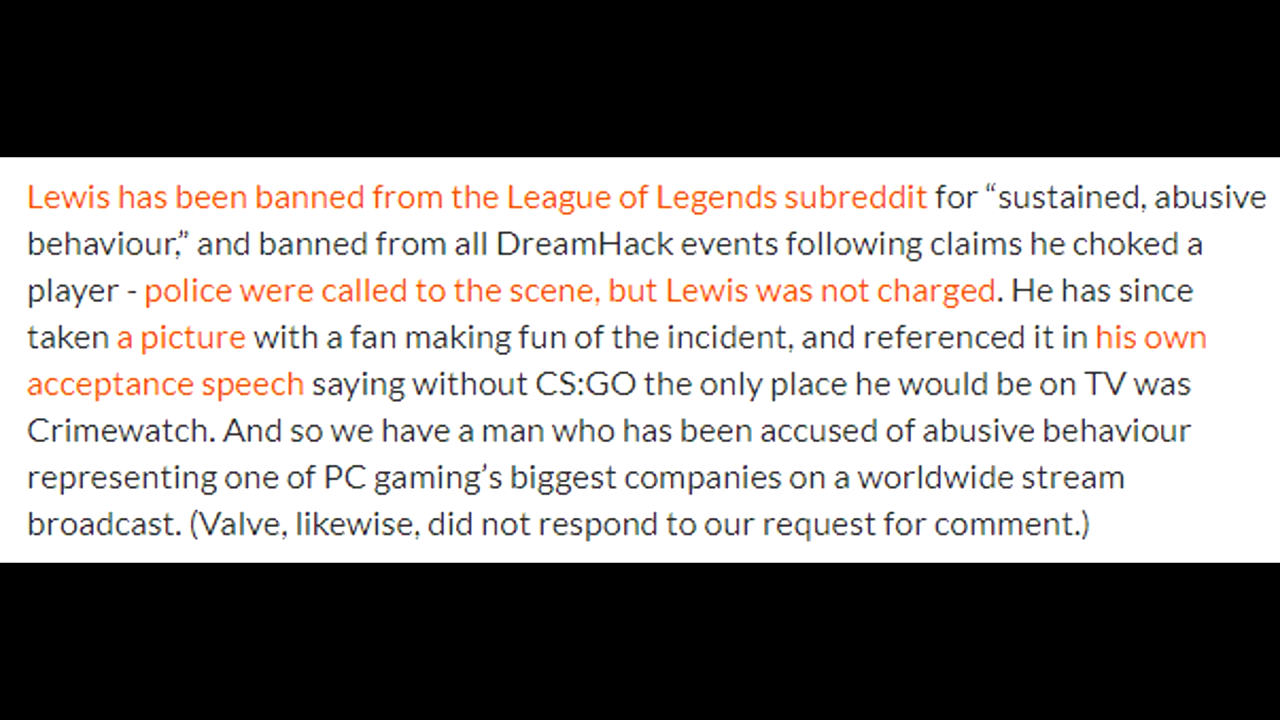 Lewis has been banned from the League of Legends subreddit for “sustained, abusive
behaviour,” and banned from all DreamHack events following claims he choked a
player - police were called to the scene, but Lewis was not charged. He has since
taken a picture with a fan making fun of the incident, and referenced it in his own
acceptance speech saying without CS:GO the only place he would be on TV was
Crimewatch. And so we have a man who has been accused of abusive behaviour
representing one of PC gaming’s biggest companies on a worldwide stream
broadcast. (Valve, likewise, did not respond to our request for comment.)